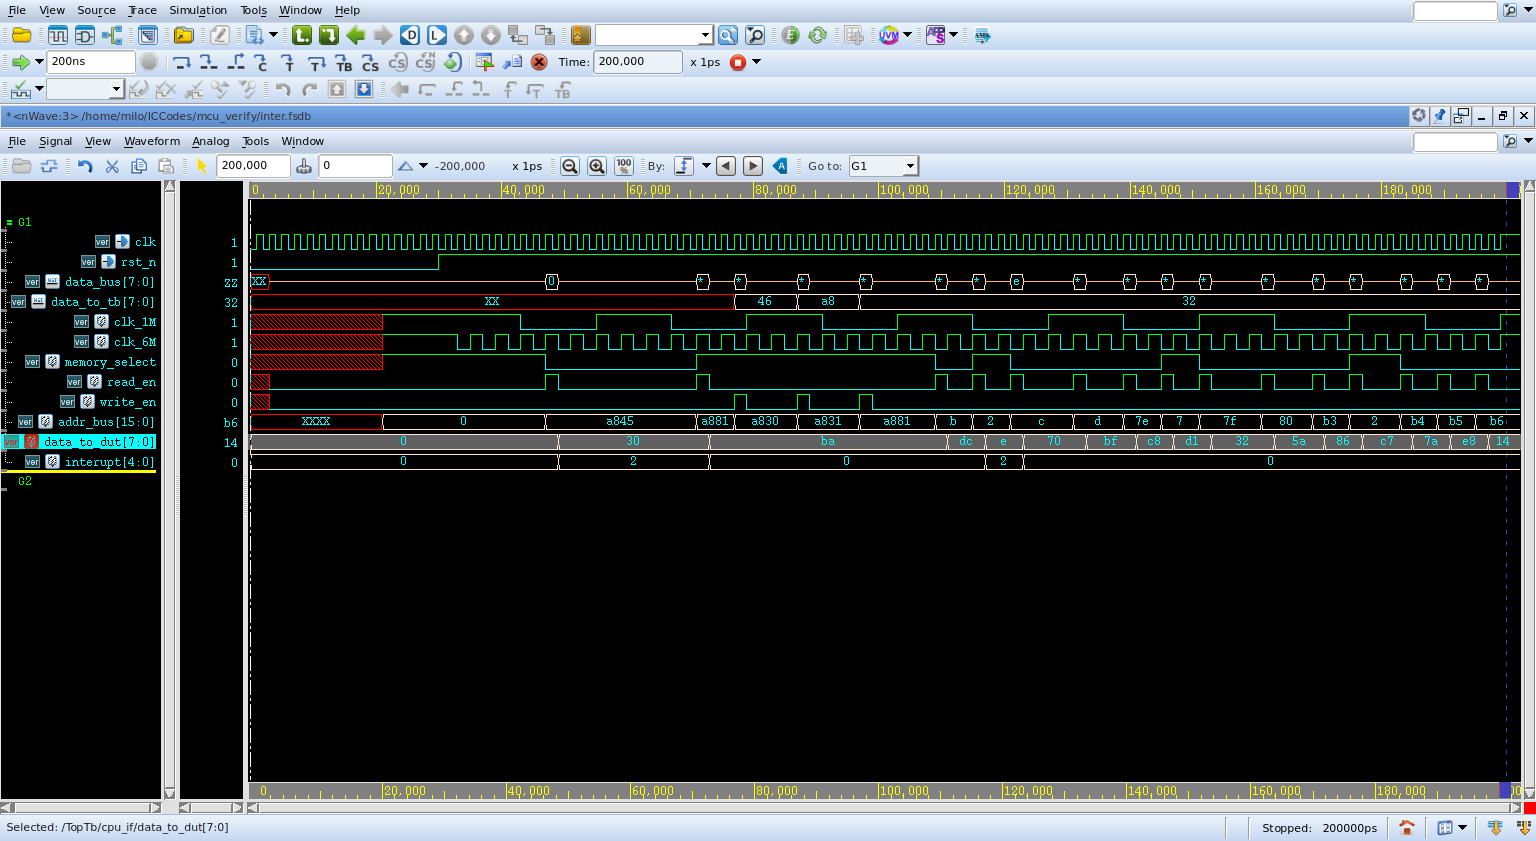 File View Source Trace Simulation Tools Window Help
200ns Time: 200,000 x 1ps
*<nWave:3> /home/milo/ICCodes/mcu_verify/inter.fsdb
File Signal View Waveform Analog Tools Window
200,000 0 -200,000 x 1ps 100% By: Go to: G1
0 20,000 40,000 60,000 80,000 100,000 120,000 140,000 160,000 180,000
= G1
ver clk 1
ver rst_n 1
ver data_bus[7:0] ZZ XX 0 * * * * * * e * * * * * * * * * *
ver data_to_tb[7:0] 32 XX 46 a8 32
ver clk_1M 1
ver clk_6M 1
ver memory_select 0
ver read_en 0
ver write_en 0
ver addr_bus[15:0] b6 XXXX 0 a845 a881 a830 a831 a881 b 2 c d 7e 7 7f 80 b3 2 b4 b5 b6
ver data_to_dut[7:0] 14 0 30 ba dc e 70 bf c8 d1 32 5a 86 c7 7a e8 14
ver interupt[4:0] 0 0 2 0 2 0
G2
0 20,000 40,000 60,000 80,000 100,000 120,000 140,000 160,000 180,000
Selected: /TopTb/cpu_if/data_to_dut[7:0] Stopped: 200000ps